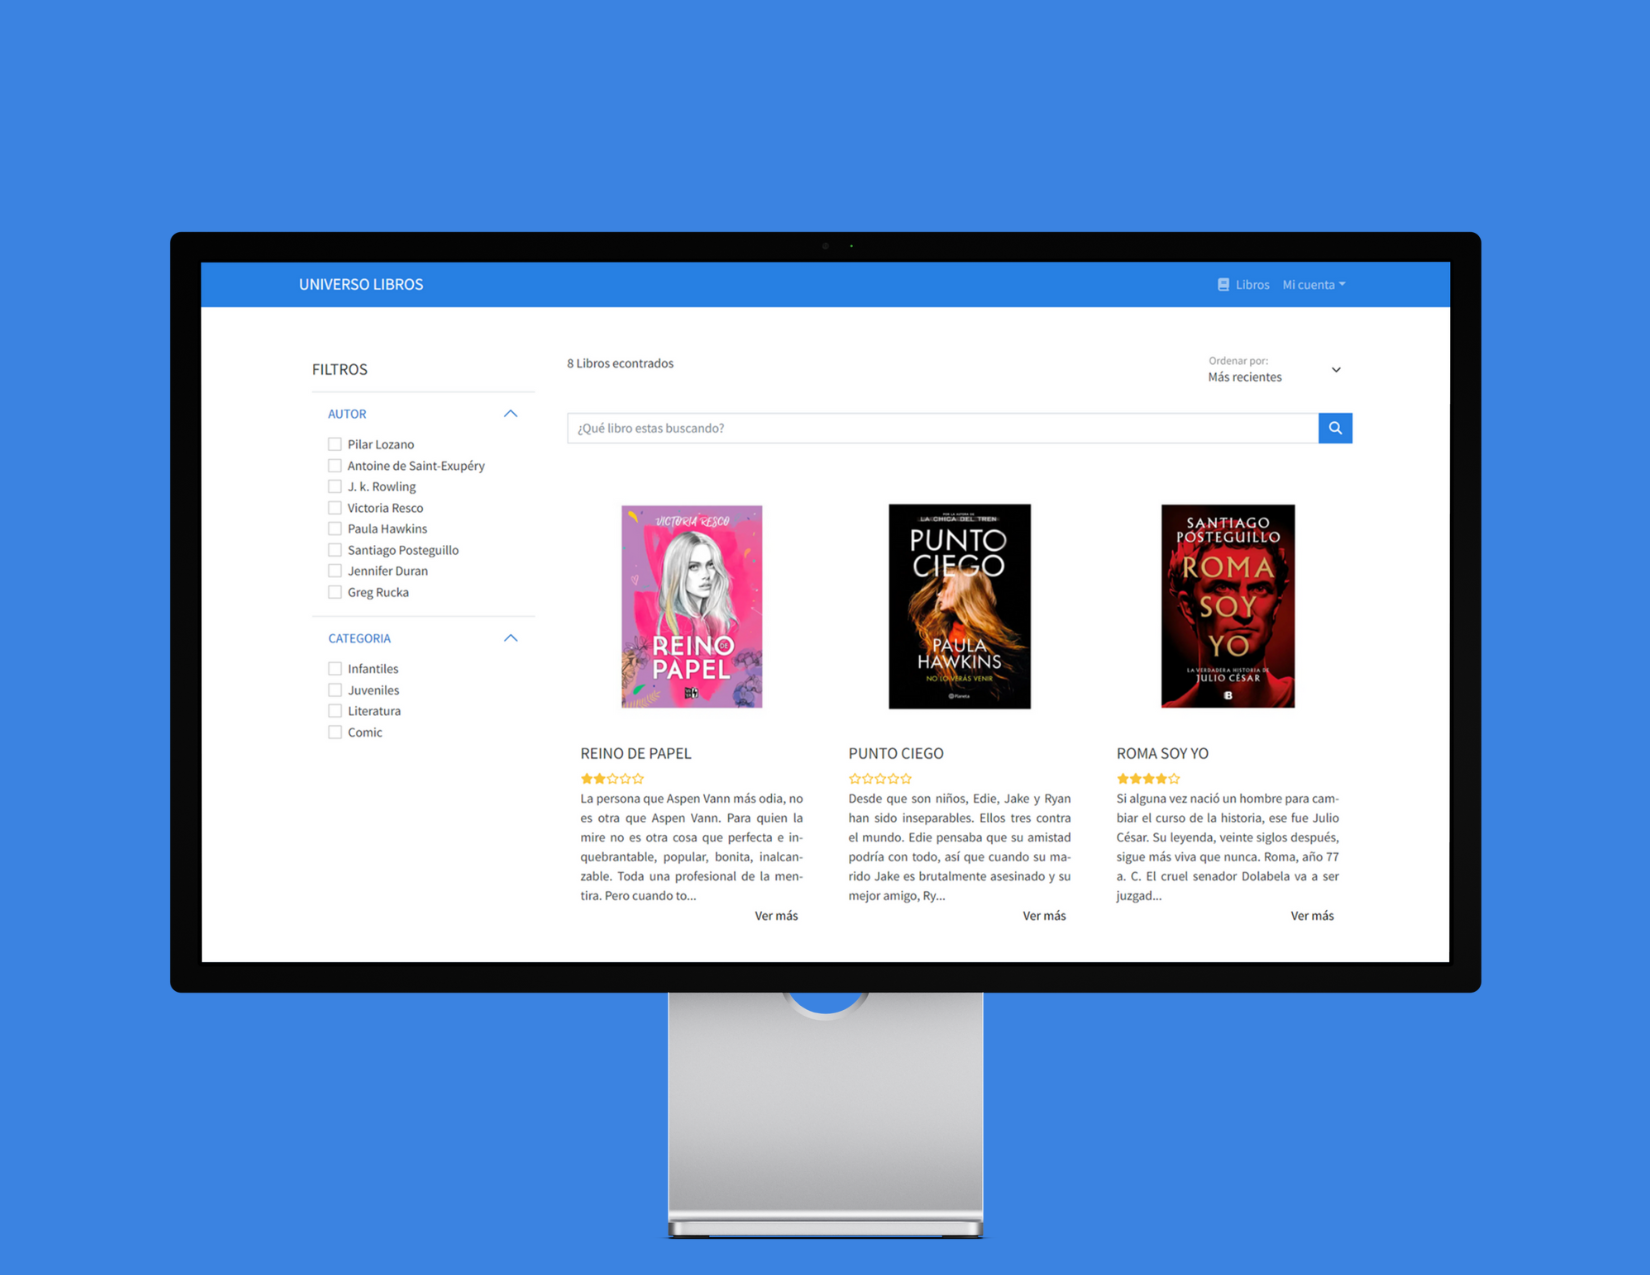 UNIVERSO LIBROS
Libros
Mi cuenta
FILTROS
AUTOR
Pilar Lozano
Antoine de Saint-Exupéry
J. k. Rowling
Victoria Resco
Paula Hawkins
Santiago Posteguillo
Jennifer Duran
Greg Rucka
CATEGORIA
Infantiles
Juveniles
Literatura
Comic
8 Libros econtrados
Ordenar por:
Más recientes
¿Qué libro estas buscando?
VICTORIA RESCO
REINO DE
PAPEL
POR LA AUTORA DE
LA CHICA DEL TREN
PUNTO
CIEGO
PAULA
HAWKINS
NO LO VERÁS VENIR
Planeta
SANTIAGO
POSTEGUILLO
ROMA
SOY
YO
LA VERDADERA HISTORIA DE
JULIO CÉSAR
B
REINO DE PAPEL
La persona que Aspen Vann más odia, no
es otra que Aspen Vann. Para quien la
mire no es otra cosa que perfecta e in-
quebrantable, popular, bonita, inalcan-
zable. Toda una profesional de la men-
tira. Pero cuando to...
Ver más
PUNTO CIEGO
Desde que son niños, Edie, Jake y Ryan
han sido inseparables. Ellos tres contra
el mundo. Edie pensaba que su amistad
podría con todo, así que cuando su ma-
rido Jake es brutalmente asesinado y su
mejor amigo, Ry...
Ver más
ROMA SOY YO
Si alguna vez nació un hombre para cam-
biar el curso de la historia, ese fue Julio
César. Su leyenda, veinte siglos después,
sigue más viva que nunca. Roma, año 77
a. C. El cruel senador Dolabela va a ser
juzgad...
Ver más